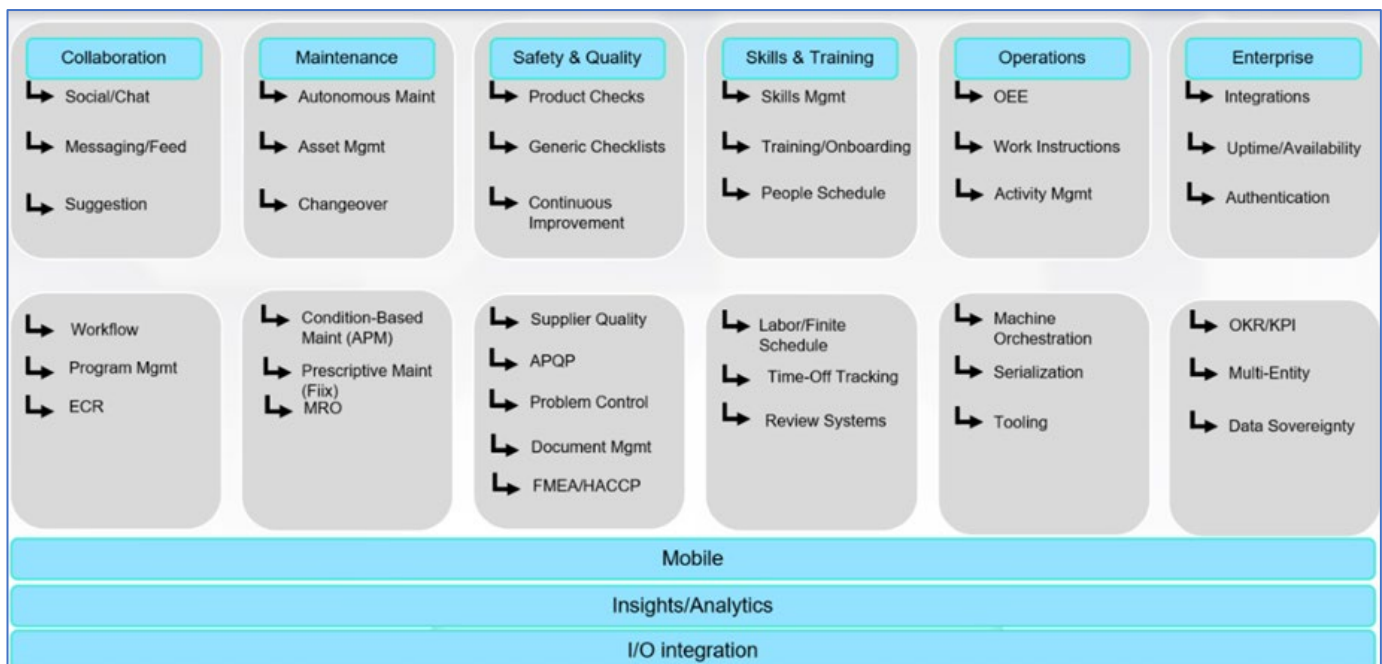 Collaboration
Social/Chat
Messaging/Feed
Suggestion
Maintenance
Autonomous Maint
Asset Mgmt
Changeover
Safety & Quality
Product Checks
Generic Checklists
Continuous
Improvement
Skills & Training
Skills Mgmt
Training/Onboarding
People Schedule
Operations
OEE
Work Instructions
Activity Mgmt
Enterprise
Integrations
Uptime/Availability
Authentication
Workflow
Program Mgmt
ECR
Condition-Based
Maint (APM)
Prescriptive Maint
(Fiix)
MRO
Supplier Quality
APQP
Problem Control
Document Mgmt
FMEA/HACCP
Labor/Finite
Schedule
Time-Off Tracking
Review Systems
Machine
Orchestration
Serialization
Tooling
OKR/KPI
Multi-Entity
Data Sovereignty
Mobile
Insights/Analytics
I/O integration